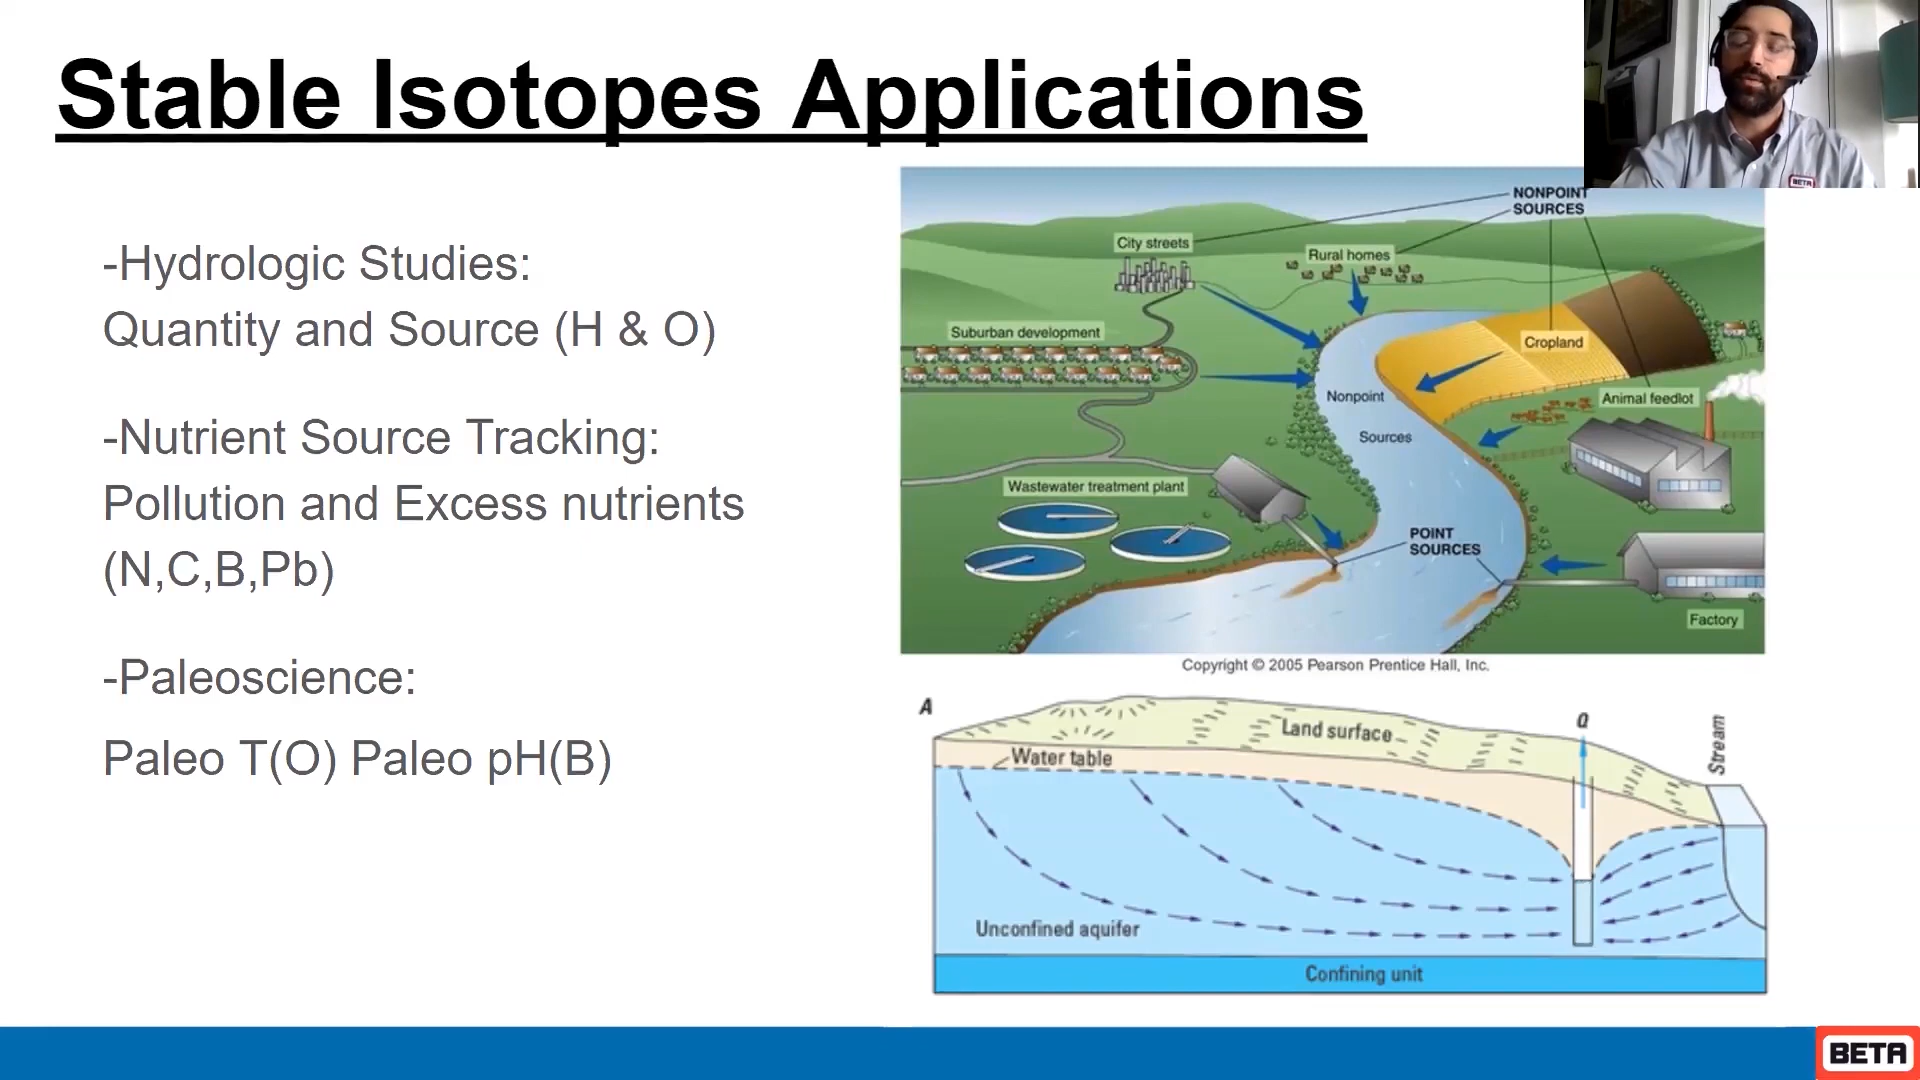 Stable Isotopes Applications
-Hydrologic Studies:
Quantity and Source (H & O)
-Nutrient Source Tracking:
Pollution and Excess nutrients
(N,C,B,Pb)
-Paleoscience:
Paleo T(O) Paleo pH(B)
BETA
NONPOINT
SOURCES
City streets
Rural homes
Suburban development
Cropland
Nonpoint
Sources
Animal feedlot
Wastewater treatment plant
POINT
SOURCES
Factory
Copyright © 2005 Pearson Prentice Hall, Inc.
A
Land surface
Q
Stream
Water table
Unconfined aquifer
Confining unit
BETA